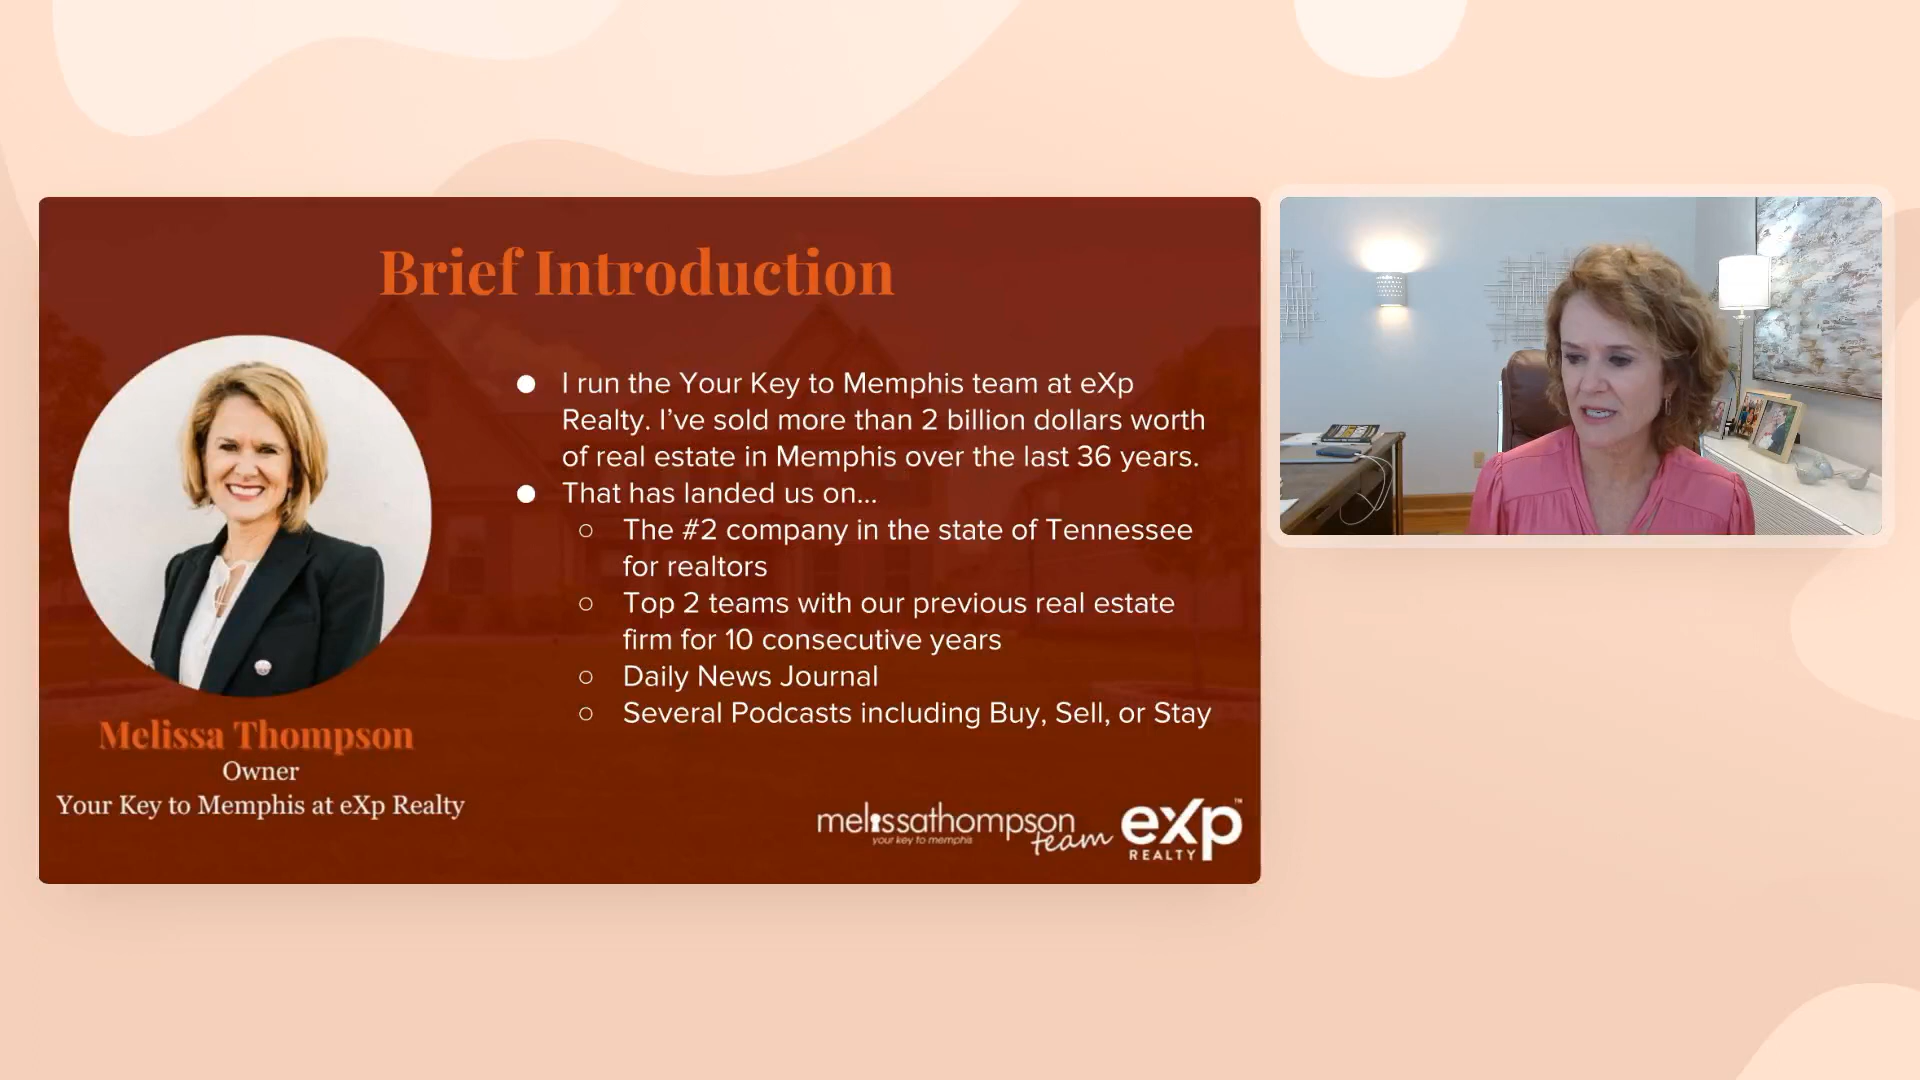 Brief Introduction
● I run the Your Key to Memphis team at eXp
Realty. I’ve sold more than 2 billion dollars worth
of real estate in Memphis over the last 36 years.
● That has landed us on...
○ The #2 company in the state of Tennessee
for realtors
○ Top 2 teams with our previous real estate
firm for 10 consecutive years
○ Daily News Journal
○ Several Podcasts including Buy, Sell, or Stay
Melissa Thompson
Owner
Your Key to Memphis at eXp Realty
melissathompson
your key to memphis
team
eXp™
REALTY